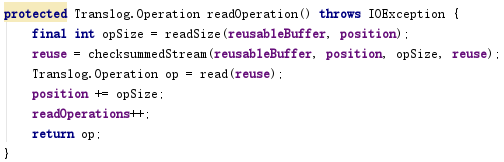 protected Translog.Operation readOperation() throws IOException {
    final int opSize = readSize(reusableBuffer, position);
    reuse = checksummedStream(reusableBuffer, position, opSize, reuse);
    Translog.Operation op = read(reuse);
    position += opSize;
    readOperations++;
    return op;
}